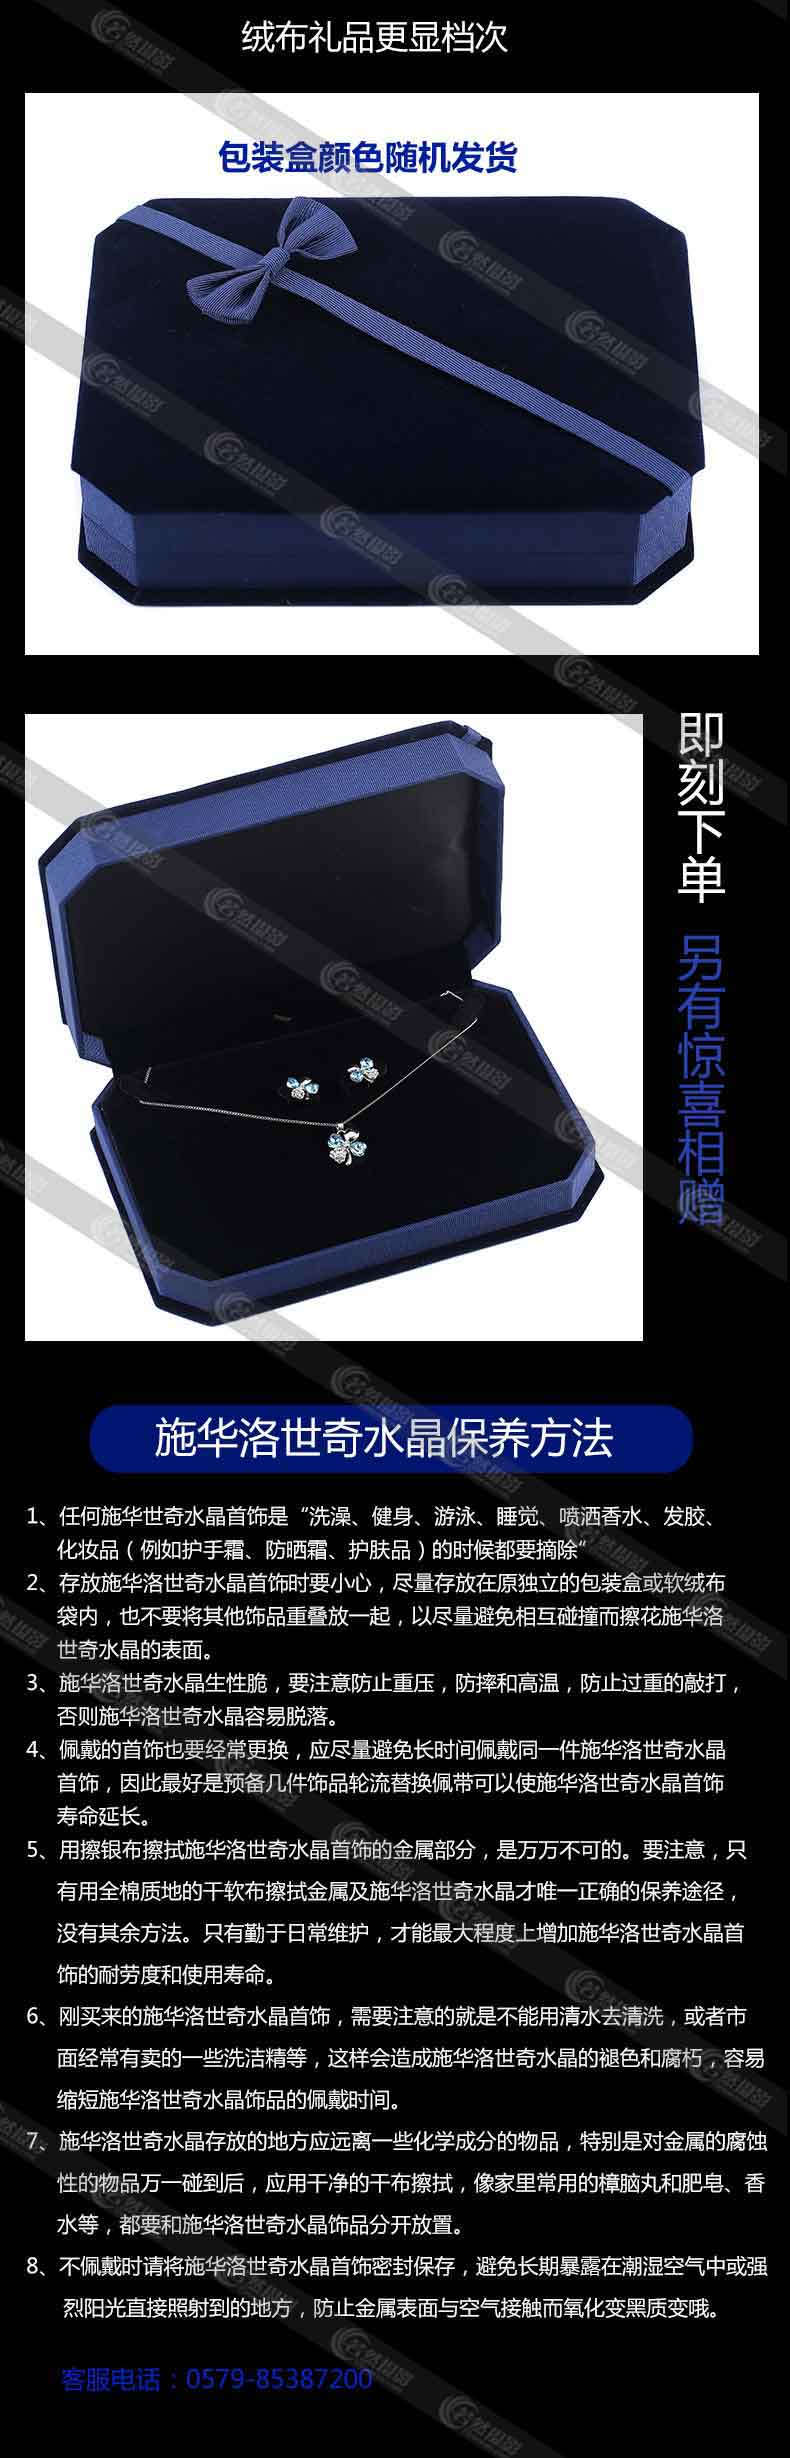 绒布礼品更显档次
包装盒颜色随机发货
即刻下单
另有惊喜相赠
施华洛世奇水晶保养方法
1、任何施华世奇水晶首饰是“洗澡、健身、游泳、睡觉、喷洒香水、发胶、
化妆品（例如护手霜、防晒霜、护肤品）的时候都要摘除”
2、存放施华洛世奇水晶首饰时要小心，尽量存放在原独立的包装盒或软绒布
袋内，也不要将其他饰品重叠放一起，以尽量避免相互碰撞而擦花施华洛
世奇水晶的表面。
3、施华洛世奇水晶生性脆，要注意防止重压，防摔和高温，防止过重的敲打，
否则施华洛世奇水晶容易脱落。
4、佩戴的首饰也要经常更换，应尽量避免长时间佩戴同一件施华洛世奇水晶
首饰，因此最好是预备几件饰品轮流替换佩带可以使施华洛世奇水晶首饰
寿命延长。
5、用擦银布擦拭施华洛世奇水晶首饰的金属部分，是万万不可的。要注意，只
有用全棉质地的干软布擦拭金属及施华洛世奇水晶才唯一正确的保养途径，
没有其余方法。只有勤于日常维护，才能最大程度上增加施华洛世奇水晶首
饰的耐劳度和使用寿命。
6、刚买来的施华洛世奇水晶首饰，需要注意的就是不能用清水去清洗，或者市
面经常有卖的一些洗洁精等，这样会造成施华洛世奇水晶的褪色和腐朽，容易
缩短施华洛世奇水晶饰品的佩戴时间。
7、施华洛世奇水晶存放的地方应远离一些化学成分的物品，特别是对金属的腐蚀
性的物品万一碰到后，应用干净的干布擦拭，像家里常用的樟脑丸和肥皂、香
水等，都要和施华洛世奇水晶饰品分开放置。
8、不佩戴时请将施华洛世奇水晶首饰密封保存，避免长期暴露在潮湿空气中或强
烈阳光直接照射到的地方，防止金属表面与空气接触而氧化变黑质变哦。
客服电话：0579-85387200